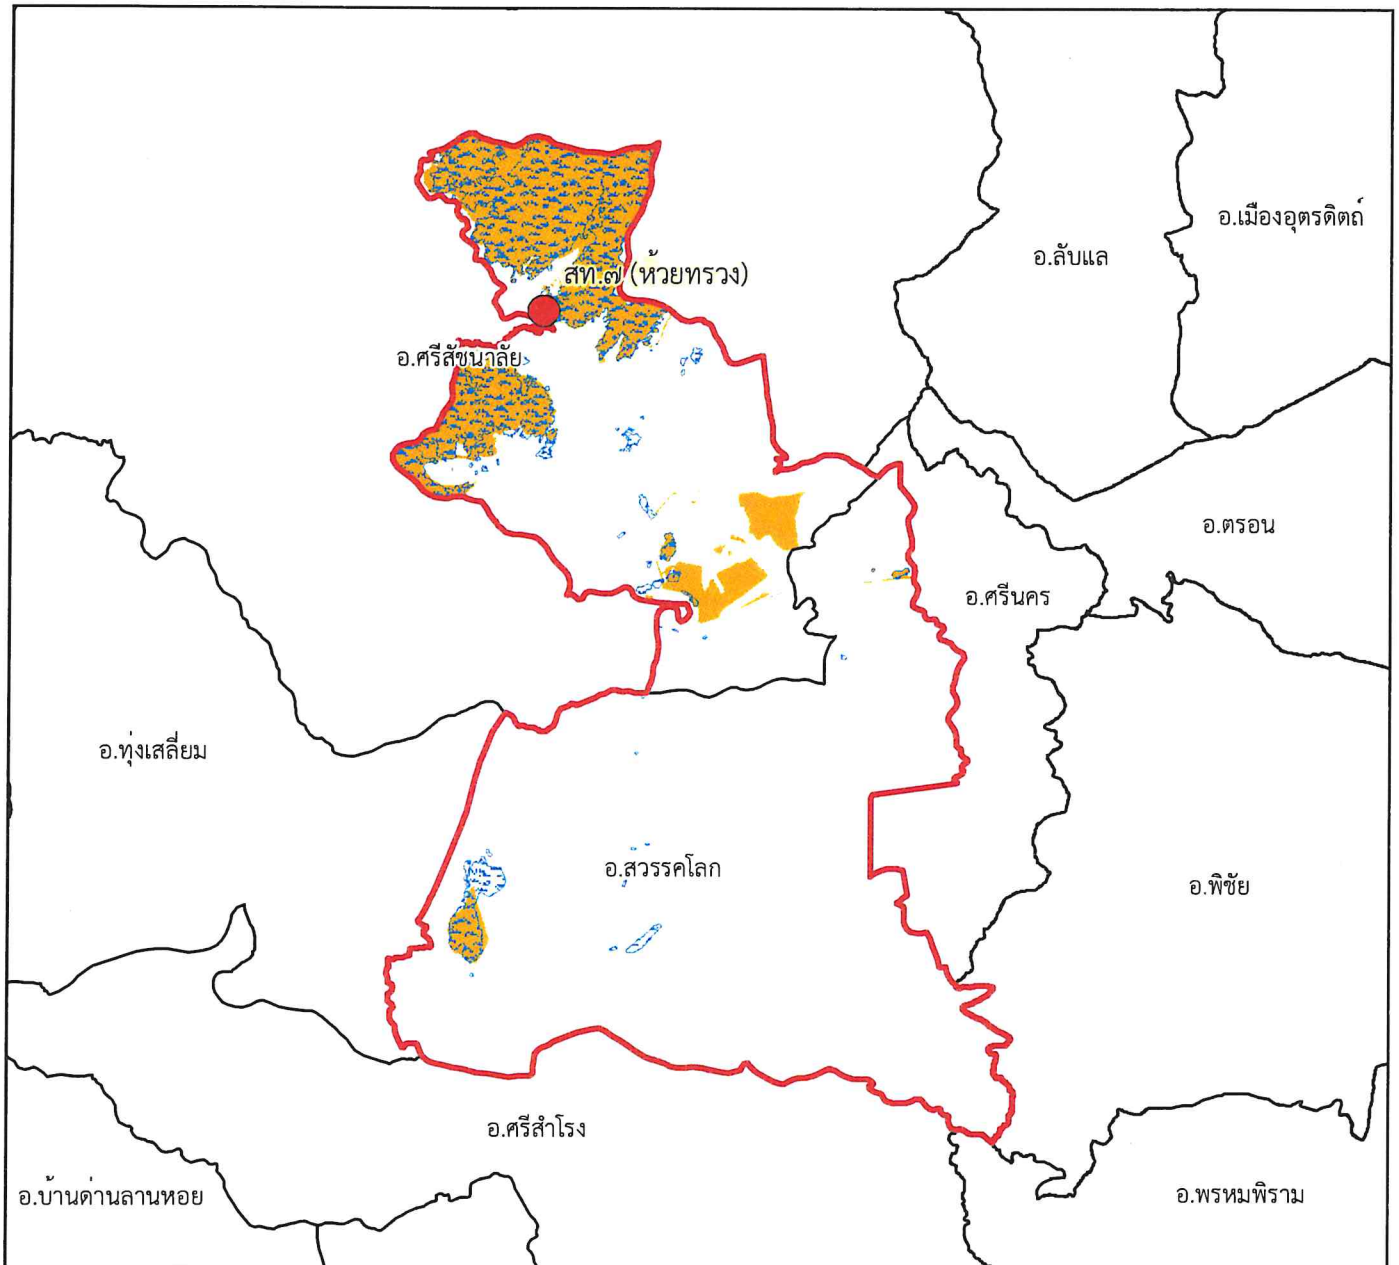 อ.เมืองอุตรดิตถ์
อ.ลับแล
สท.๗ (ห้วยทรวง)
อ.ศรีสัชนาลัย
อ.ตรอน
อ.ศรีนคร
อ.ทุ่งเสลี่ยม
อ.สวรรคโลก
อ.พิชัย
อ.ศรีสำโรง
อ.บ้านด่านลานหอย
อ.พรหมพิราม